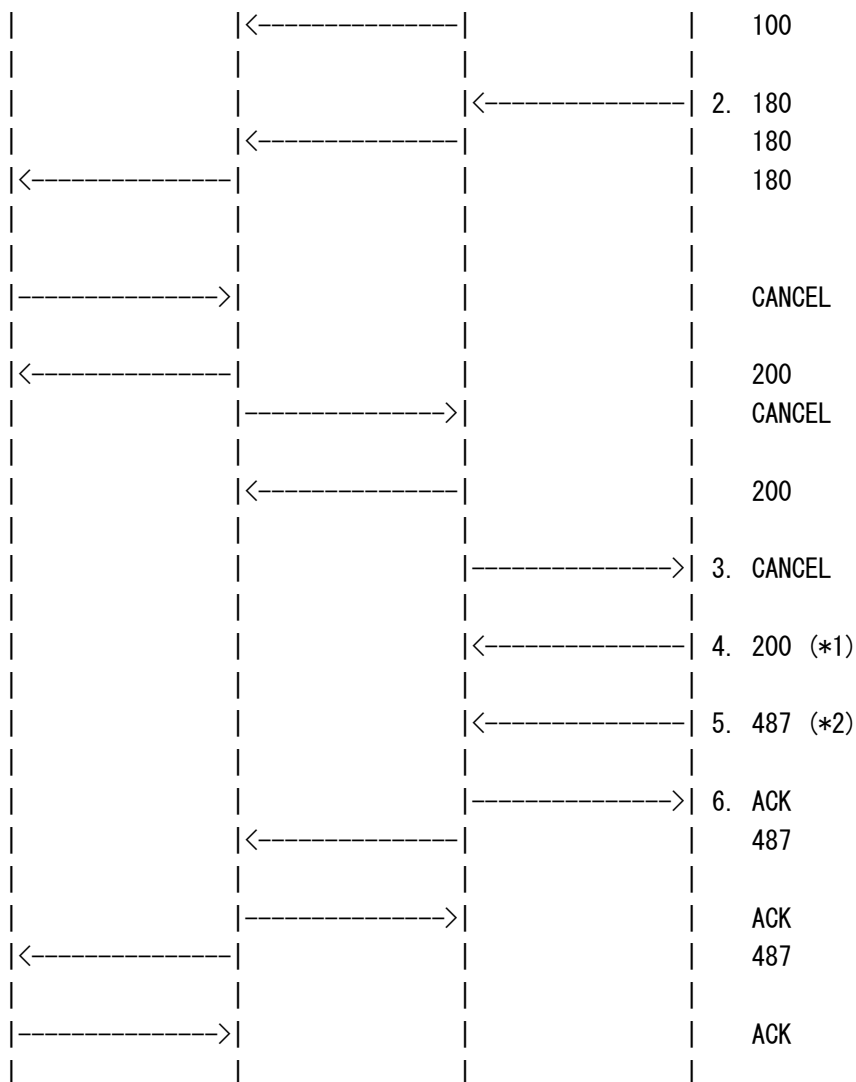 |                |<---------------|                |    100
|                |                |                |
|                |                |<---------------| 2. 180
|                |<---------------|                |    180
|<---------------|                |                |    180
|                |                |                |
|                |                |                |
|--------------->|                |                |    CANCEL
|                |                |                |
|<---------------|                |                |    200
|                |--------------->|                |    CANCEL
|                |                |                |
|                |<---------------|                |    200
|                |                |                |
|                |                |--------------->| 3. CANCEL
|                |                |                |
|                |                |<---------------| 4. 200 (*1)
|                |                |                |
|                |                |<---------------| 5. 487 (*2)
|                |                |                |
|                |                |--------------->| 6. ACK
|                |<---------------|                |    487
|                |                |                |
|                |--------------->|                |    ACK
|<---------------|                |                |    487
|                |                |                |
|--------------->|                |                |    ACK
|                |                |                |